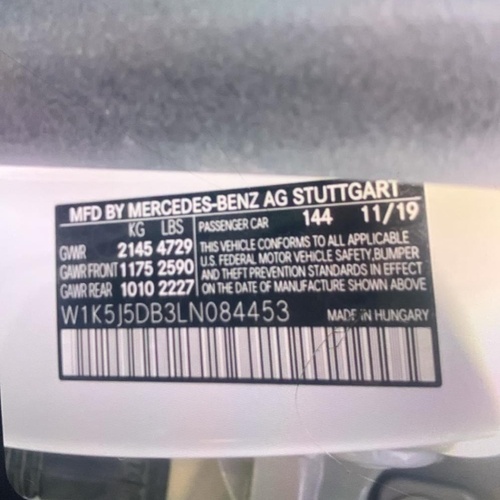 MFD BY MERCEDES-BENZ AG STUTTGART
KG LBS PASSENGER CAR 144 11/19
GVWR 2145 4729 THIS VEHICLE CONFORMS TO ALL APPLICABLE
U.S. FEDERAL MOTOR VEHICLE SAFETY, BUMPER
GAWR FRONT 1175 2590 AND THEFT PREVENTION STANDARDS IN EFFECT
GAWR REAR 1010 2227 ON THE DATE OF MANUFACTURE SHOWN ABOVE
W1K5J5DB3LN084453 MADE IN HUNGARY